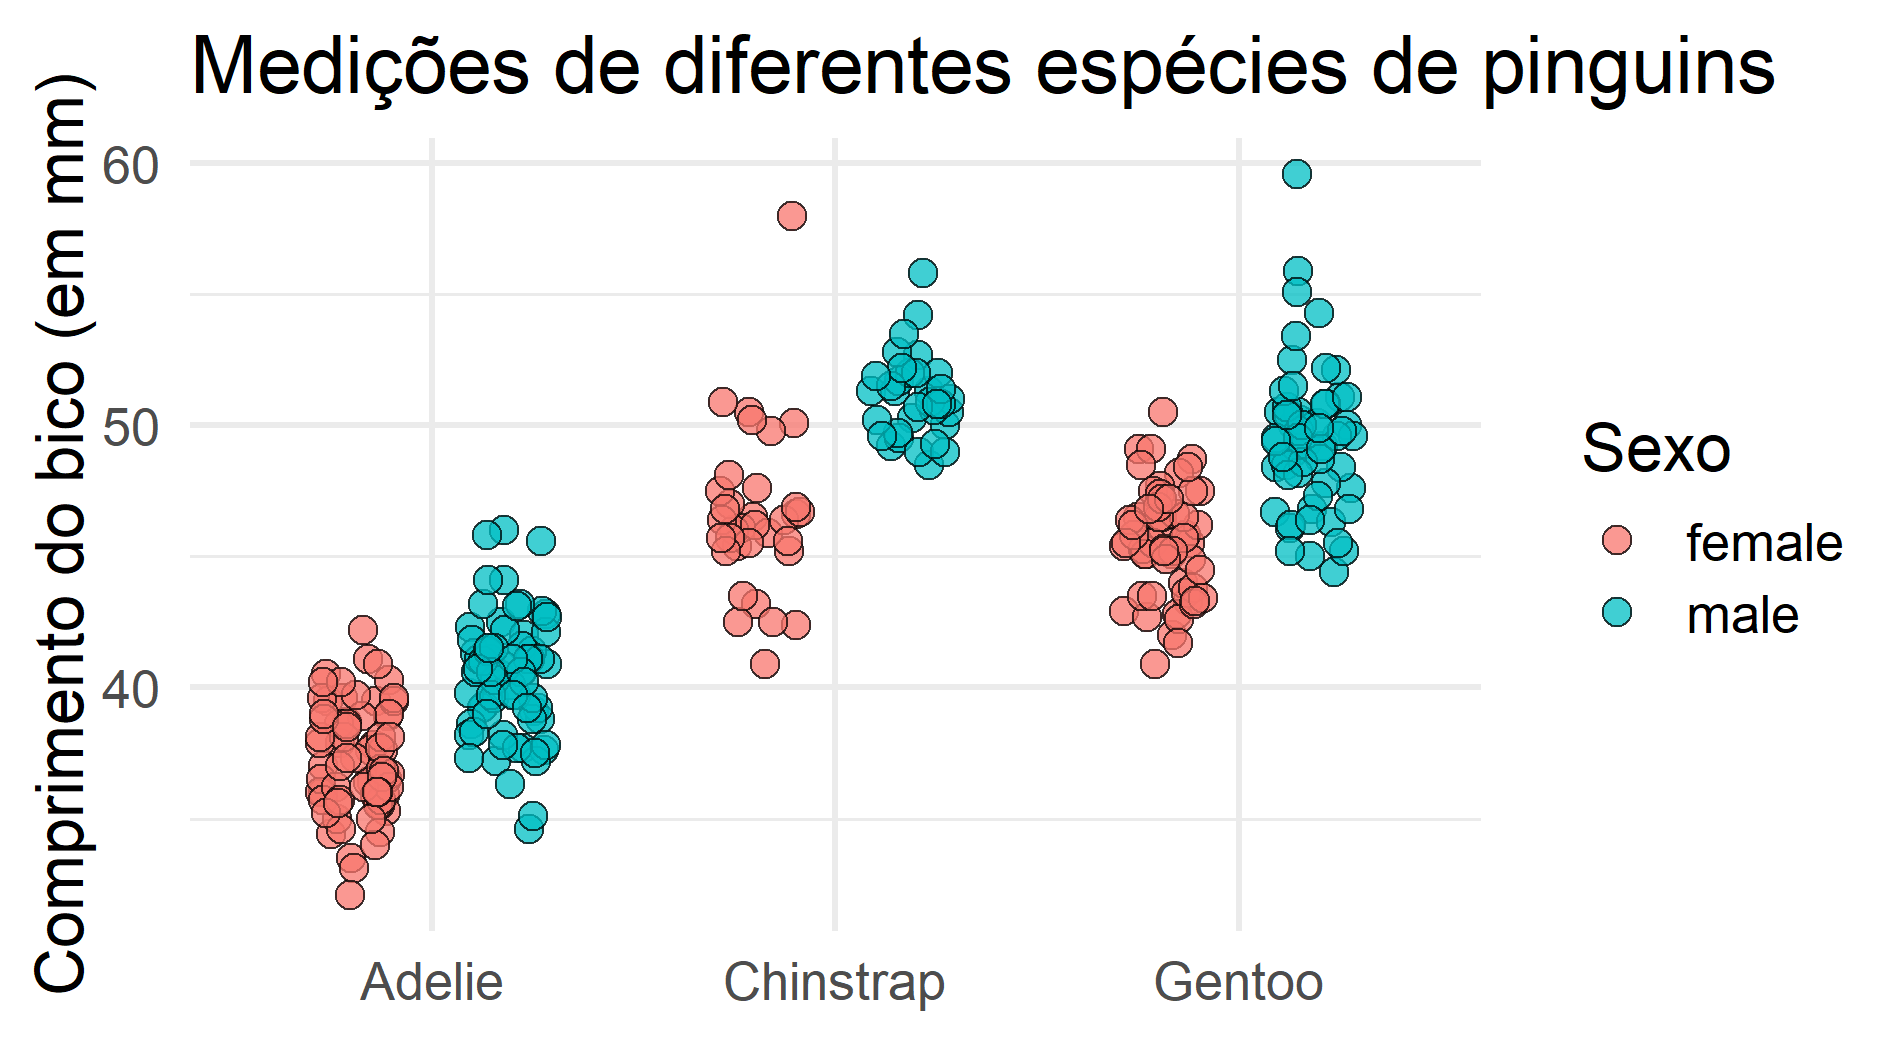 Medições de diferentes espécies de pinguins
Comprimento do bico (em mm)
60
50
40
Adelie
Chinstrap
Gentoo
Sexo
female
male